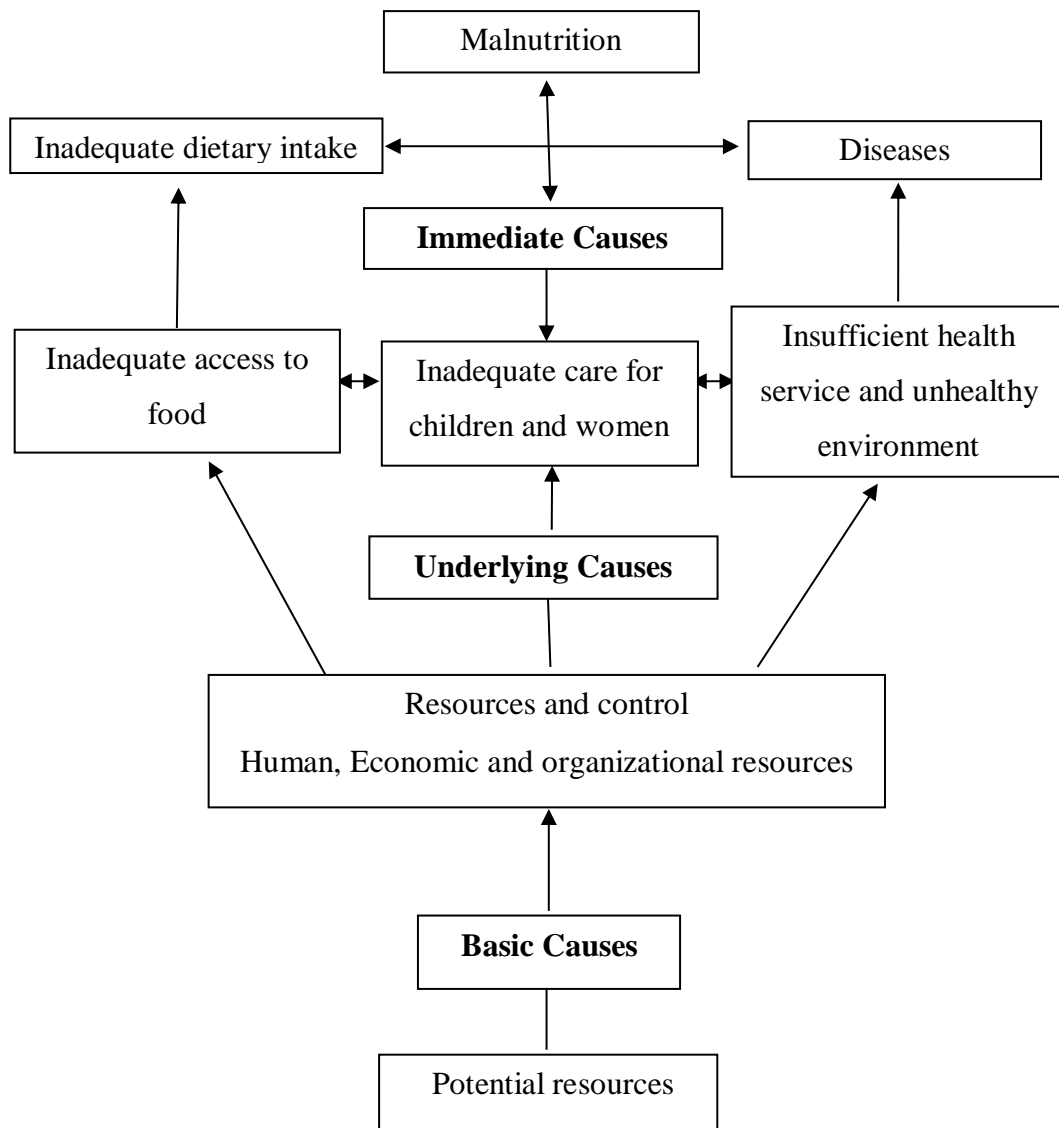 Malnutrition
Inadequate dietary intake
Diseases
Immediate Causes
Inadequate access to
food
Inadequate care for
children and women
Insufficient health
service and unhealthy
environment
Underlying Causes
Resources and control
Human, Economic and organizational resources
Basic Causes
Potential resources